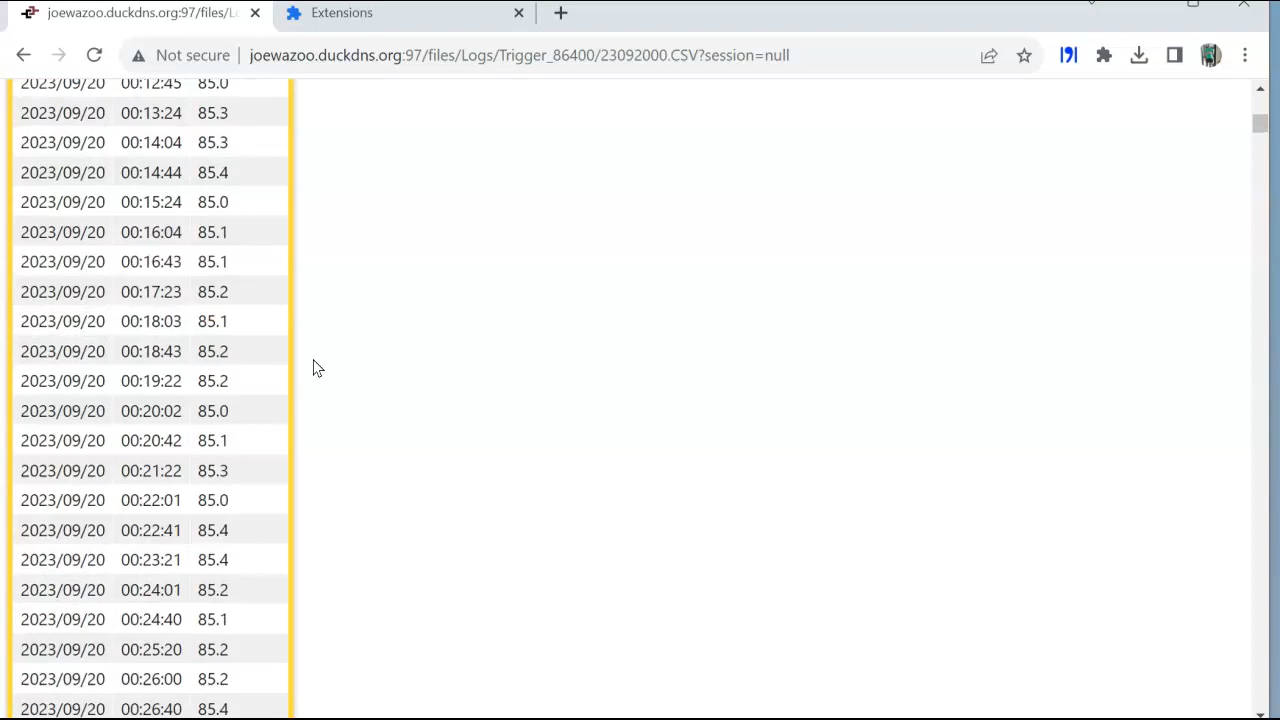 joewazoo.duckdns.org:97/files/L
Extensions
Not secure
joewazoo.duckdns.org:97/files/Logs/Trigger_86400/23092000.CSV?session=null
2023/09/20 00:12:45 85.0
2023/09/20 00:13:24 85.3
2023/09/20 00:14:04 85.3
2023/09/20 00:14:44 85.4
2023/09/20 00:15:24 85.0
2023/09/20 00:16:04 85.1
2023/09/20 00:16:43 85.1
2023/09/20 00:17:23 85.2
2023/09/20 00:18:03 85.1
2023/09/20 00:18:43 85.2
2023/09/20 00:19:22 85.2
2023/09/20 00:20:02 85.0
2023/09/20 00:20:42 85.1
2023/09/20 00:21:22 85.3
2023/09/20 00:22:01 85.0
2023/09/20 00:22:41 85.4
2023/09/20 00:23:21 85.4
2023/09/20 00:24:01 85.2
2023/09/20 00:24:40 85.1
2023/09/20 00:25:20 85.2
2023/09/20 00:26:00 85.2
2023/09/20 00:26:40 85.4